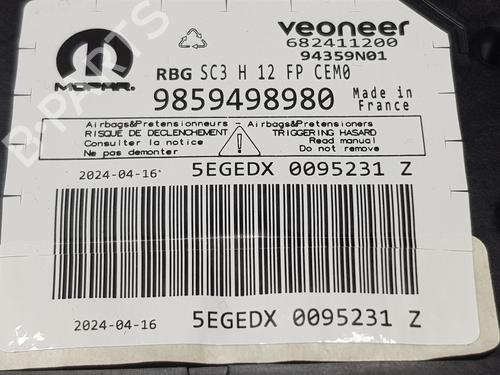 veoneer
682411200
94359N01
MOPAR.
RBG SC3 H 12 FP CEM0
9859498980
Made in
France
Airbags&Pretensionneurs - Airbags&Pretensioners
RISQUE DE DECLENCHEMENT
TRIGGERING HASARD
Consulter la notice
Read manual
Ne pas demonter
Do not remove
2024-04-16
5EGEDX 0095231 Z
2024-04-16
5EGEDX 0095231 Z
B-PARTS